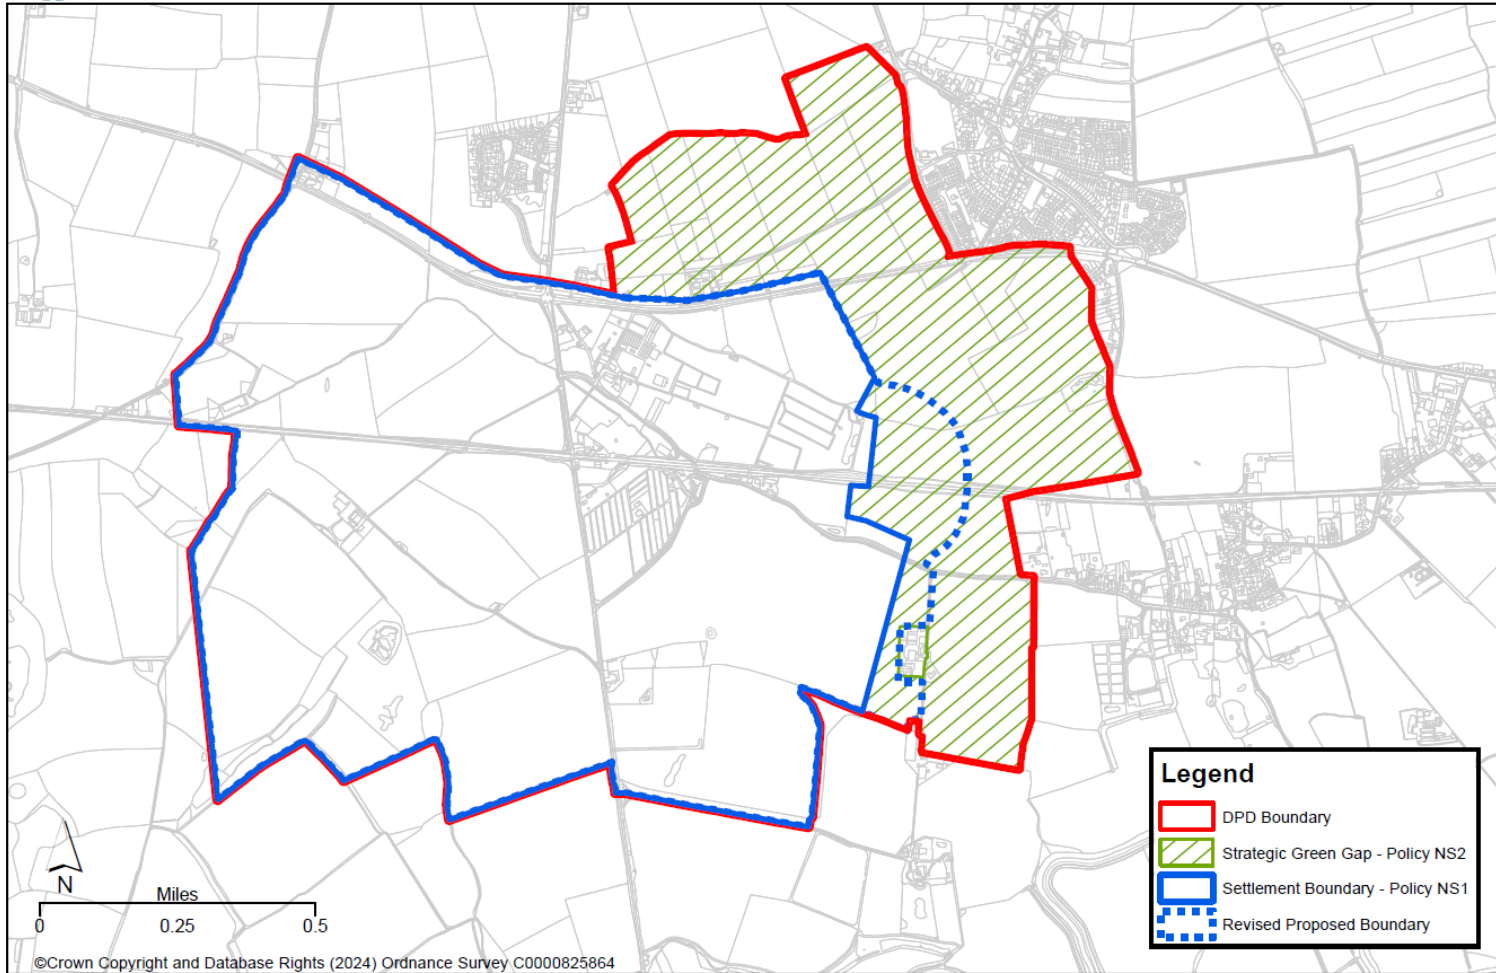 Legend
DPD Boundary
Strategic Green Gap - Policy NS2
Settlement Boundary - Policy NS1
Revised Proposed Boundary
N
Miles
0 0.25 0.5
©Crown Copyright and Database Rights (2024) Ordnance Survey C0000825864